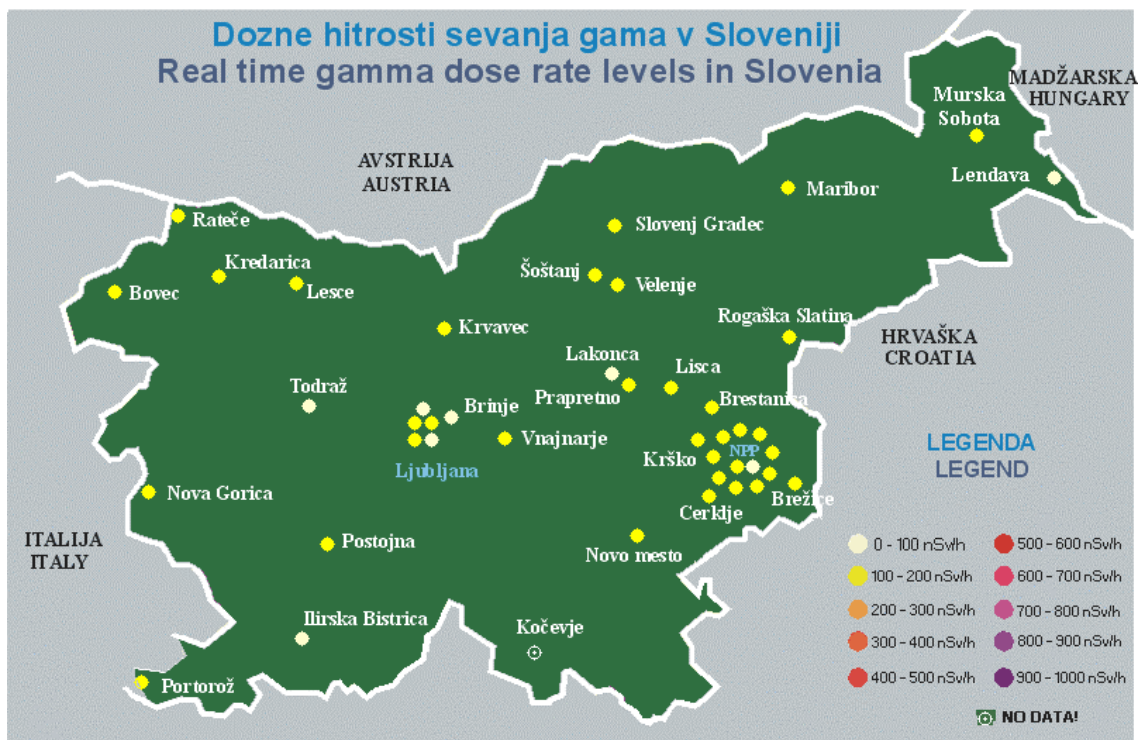 Dozne hitrosti sevanja gama v Sloveniji
Real time gamma dose rate levels in Slovenia
MADŽARSKA
HUNGARY
Murska
Sobota
AVSTRIJA
AUSTRIA
Lendava
Maribor
Rateče
Slovenj Gradec
Kredarica
Šoštanj
Velenje
Bovec
Lesce
Rogaška Slatina
Krvavec
HRVAŠKA
CROATIA
Lakonca
Lisca
Todraž
Prapretno
Brestanica
Brinje
Vnajnarje
NPP
Krško
Ljubljana
LEGENDA
LEGEND
Nova Gorica
Brežice
Cerklje
ITALIJA
ITALY
Postojna
Novo mesto
0 - 100 nSv/h
500 - 600 nSv/h
100 - 200 nSv/h
600 - 700 nSv/h
200 - 300 nSv/h
700 - 800 nSv/h
Ilirska Bistrica
Kočevje
300 - 400 nSv/h
800 - 900 nSv/h
400 - 500 nSv/h
900 - 1000 nSv/h
Portorož
NO DATA!